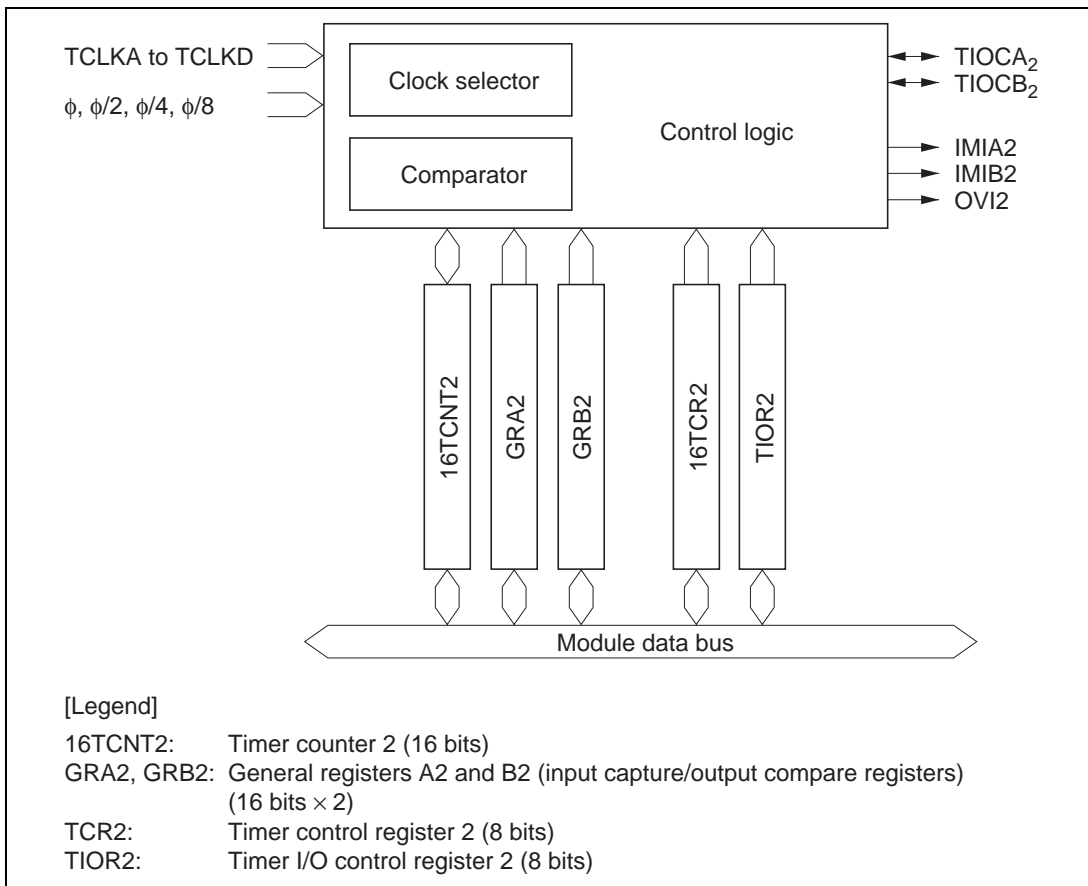 TCLKA to TCLKD
ϕ, ϕ/2, ϕ/4, ϕ/8
Clock selector
Comparator
Control logic
TIOCA2
TIOCB2
IMIA2
IMIB2
OVI2
16TCNT2
GRA2
GRB2
16TCR2
TIOR2
Module data bus
[Legend]
16TCNT2: Timer counter 2 (16 bits)
GRA2, GRB2: General registers A2 and B2 (input capture/output compare registers)
(16 bits × 2)
TCR2: Timer control register 2 (8 bits)
TIOR2: Timer I/O control register 2 (8 bits)